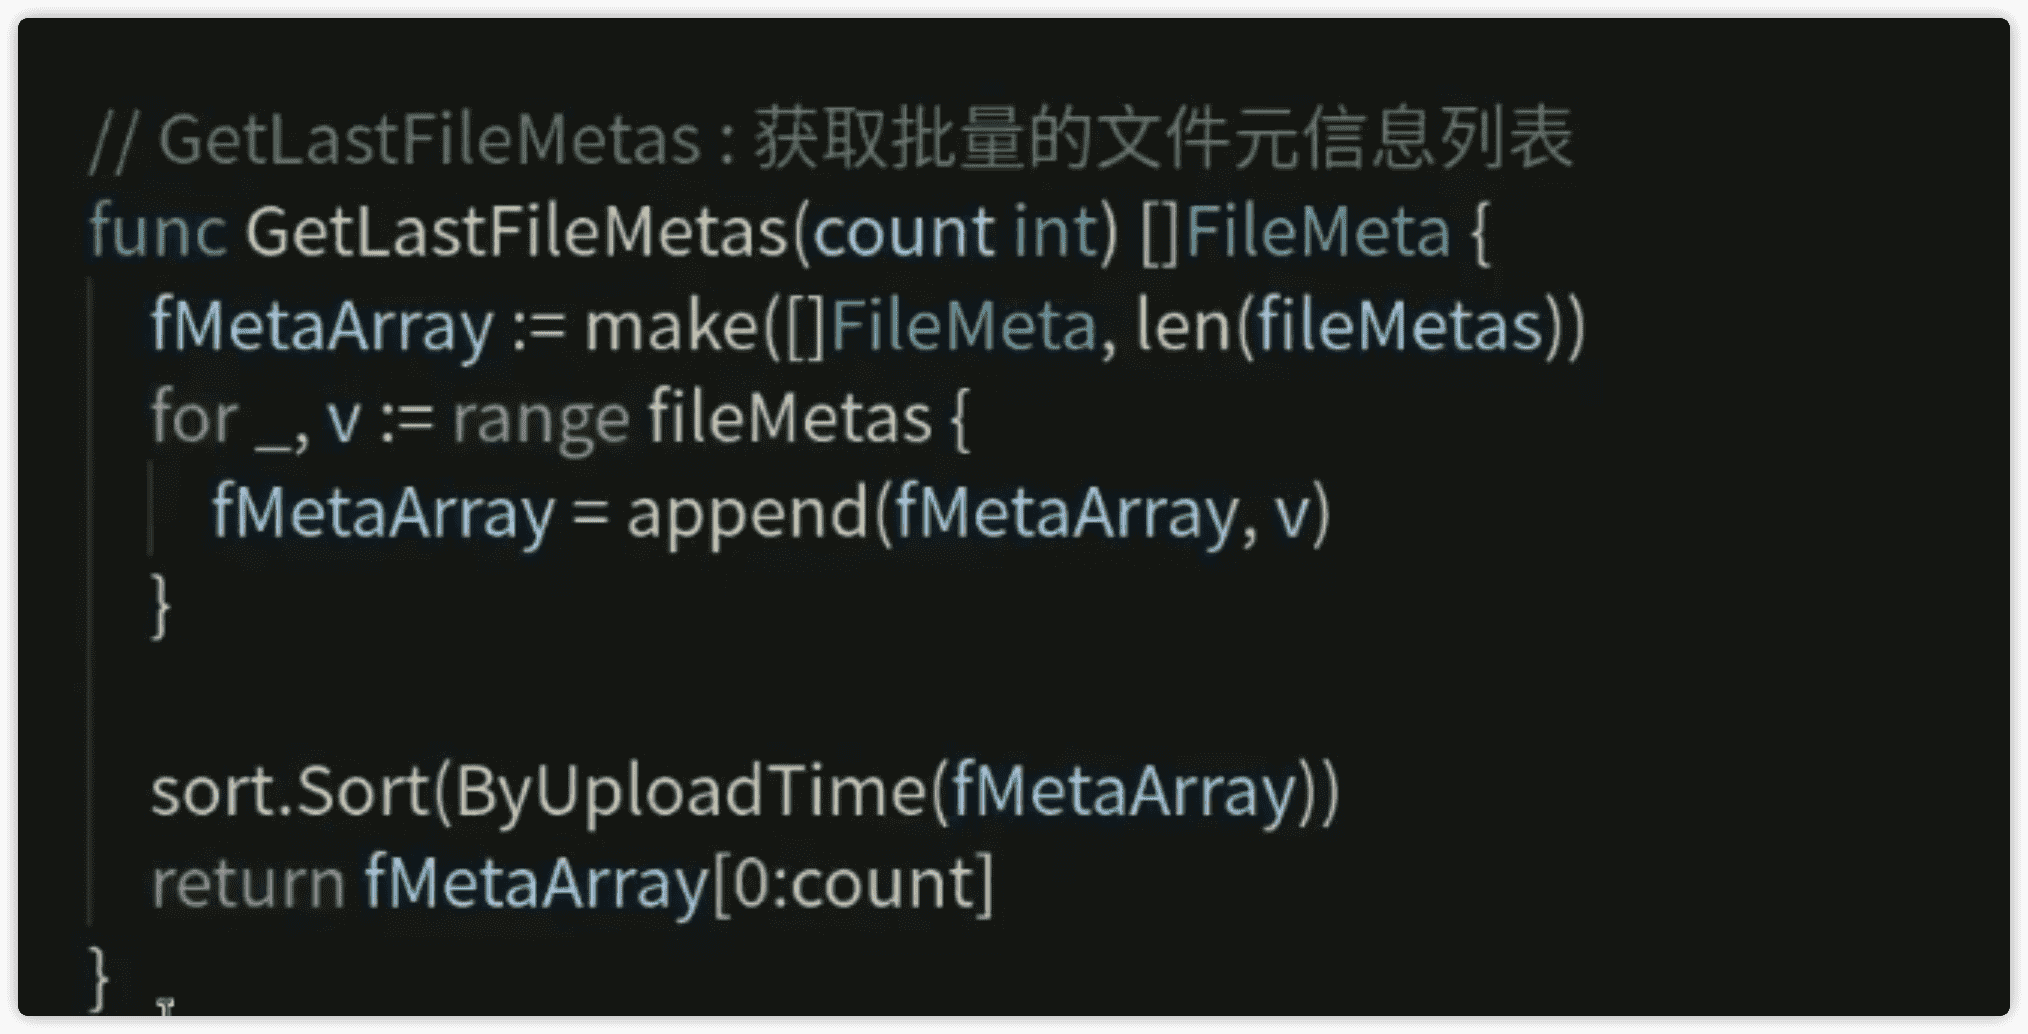 // GetLastFileMetas : 获取批量的文件元信息列表
func GetLastFileMetas(count int) []FileMeta {
fMetaArray := make([]FileMeta, len(fileMetas))
for _, v := range fileMetas {
fMetaArray = append(fMetaArray, v)
}
sort.Sort(ByUploadTime(fMetaArray))
return fMetaArray[0:count]
}